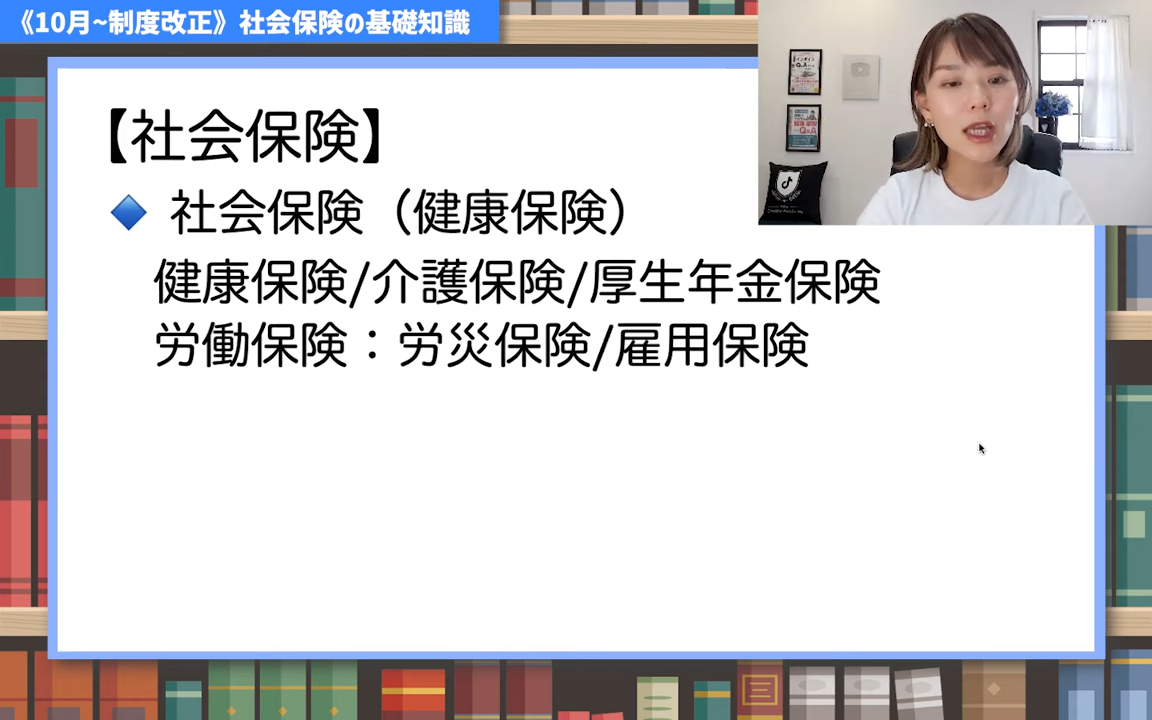 《10月~制度改正》社会保険の基礎知識
【社会保険】
社会保険（健康保険）
健康保険/介護保険/厚生年金保険
労働保険：労災保険/雇用保険
Q&A
Q&A